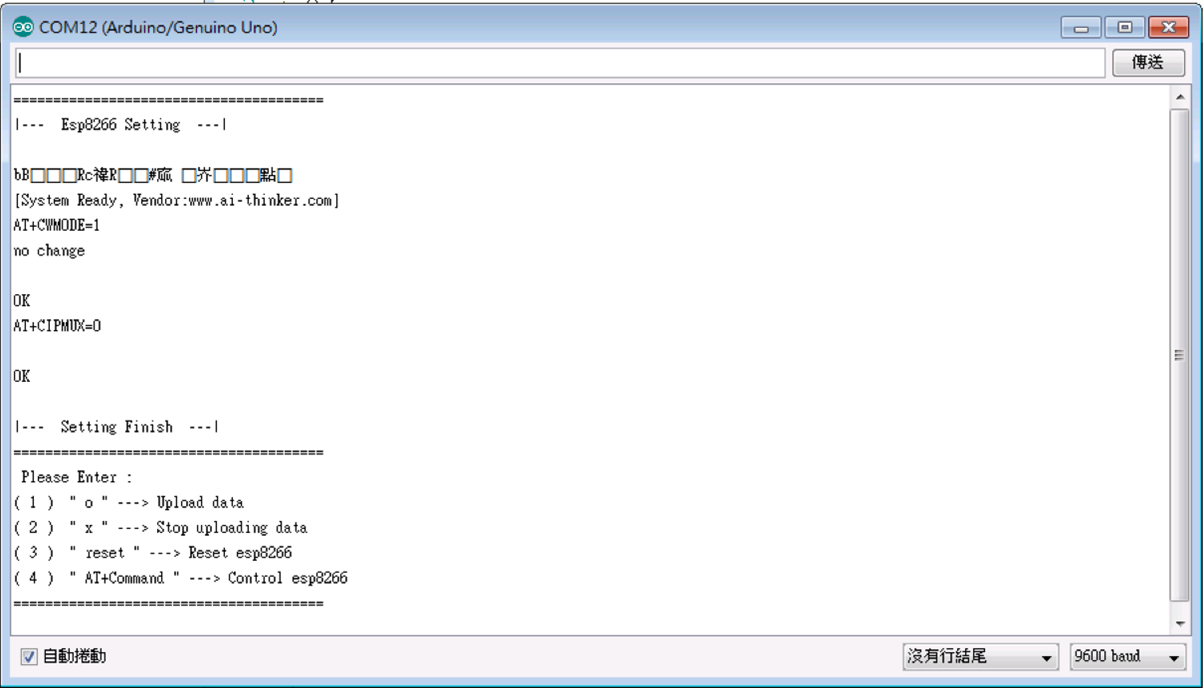 COM12 (Arduino/Genuino Uno)
傳送
=======================================
|--- Esp8266 Setting ---|
bB□□□Rc禕R□□#㡾 □岕□□□點□
[System Ready, Vendor:www.ai-thinker.com]
AT+CWMODE=1
no change
OK
AT+CIPMUX=0
OK
|--- Setting Finish ---|
=======================================
Please Enter :
( 1 ) " o " ---> Upload data
( 2 ) " x " ---> Stop uploading data
( 3 ) " reset " ---> Reset esp8266
( 4 ) " AT+Command " ---> Control esp8266
=======================================
自動捲動
沒有行結尾
9600 baud